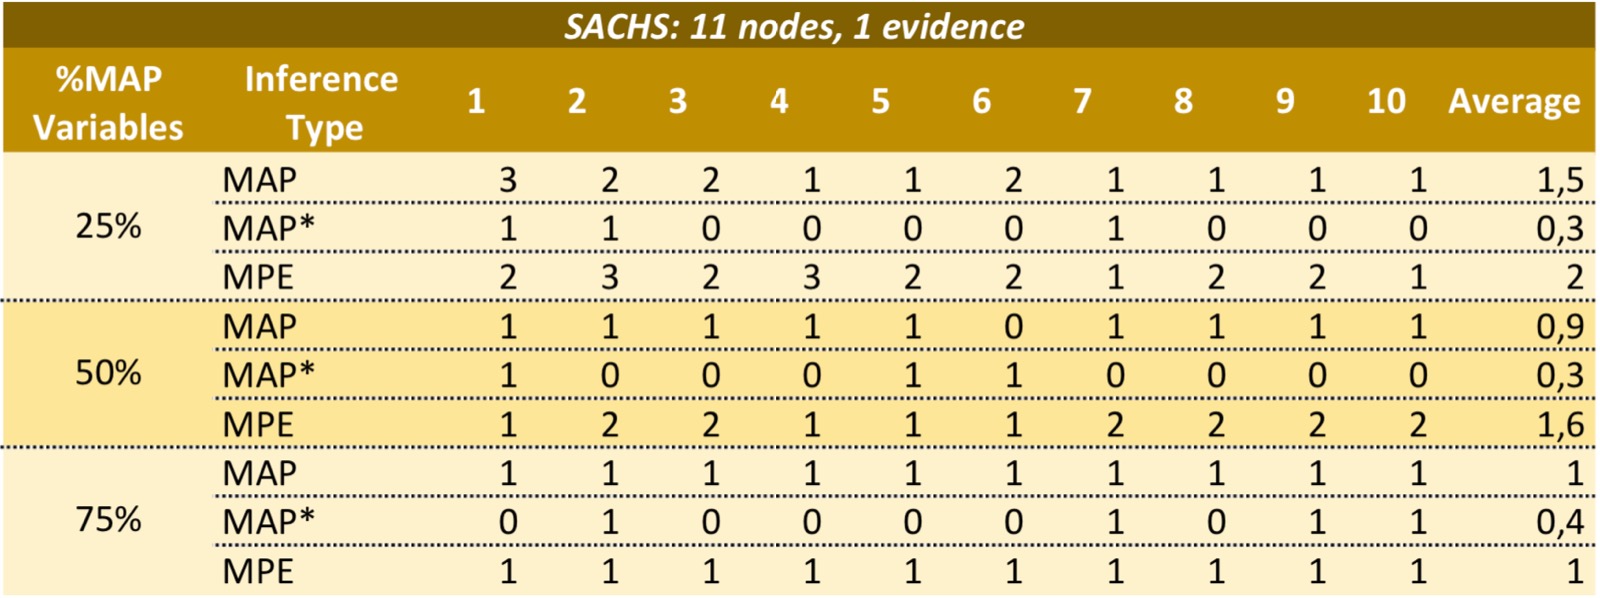 SACHS: 11 nodes, 1 evidence
%MAP Variables Inference Type 1 2 3 4 5 6 7 8 9 10 Average
25%
MAP 3 2 2 1 1 2 1 1 1 1 1,5
MAP* 1 1 0 0 0 0 1 0 0 0 0,3
MPE 2 3 2 3 2 2 1 2 2 1 2
50%
MAP 1 1 1 1 1 0 1 1 1 1 0,9
MAP* 1 0 0 0 1 1 0 0 0 0 0,3
MPE 1 2 2 1 1 1 2 2 2 2 1,6
75%
MAP 1 1 1 1 1 1 1 1 1 1 1
MAP* 0 1 0 0 0 0 1 0 1 1 0,4
MPE 1 1 1 1 1 1 1 1 1 1 1